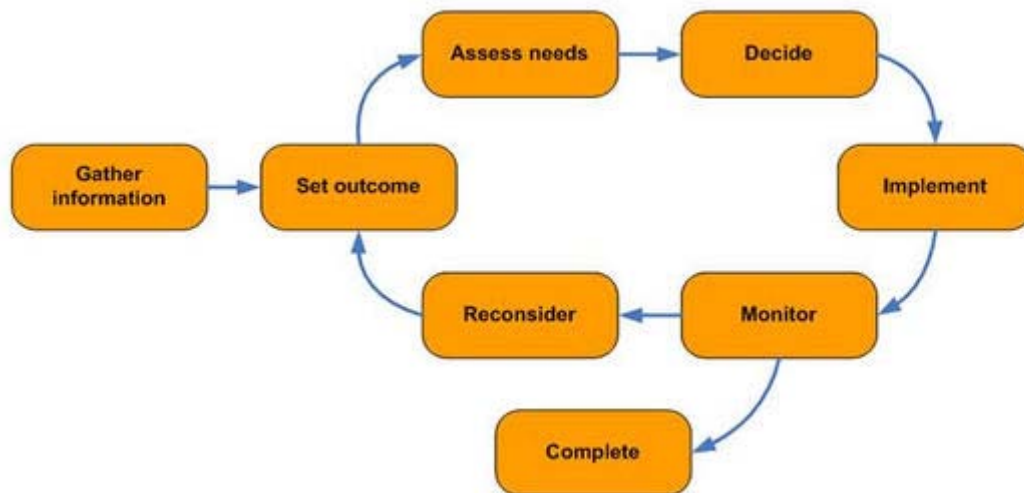 Assess needs
Decide
Gather
information
Set outcome
Implement
Reconsider
Monitor
Complete